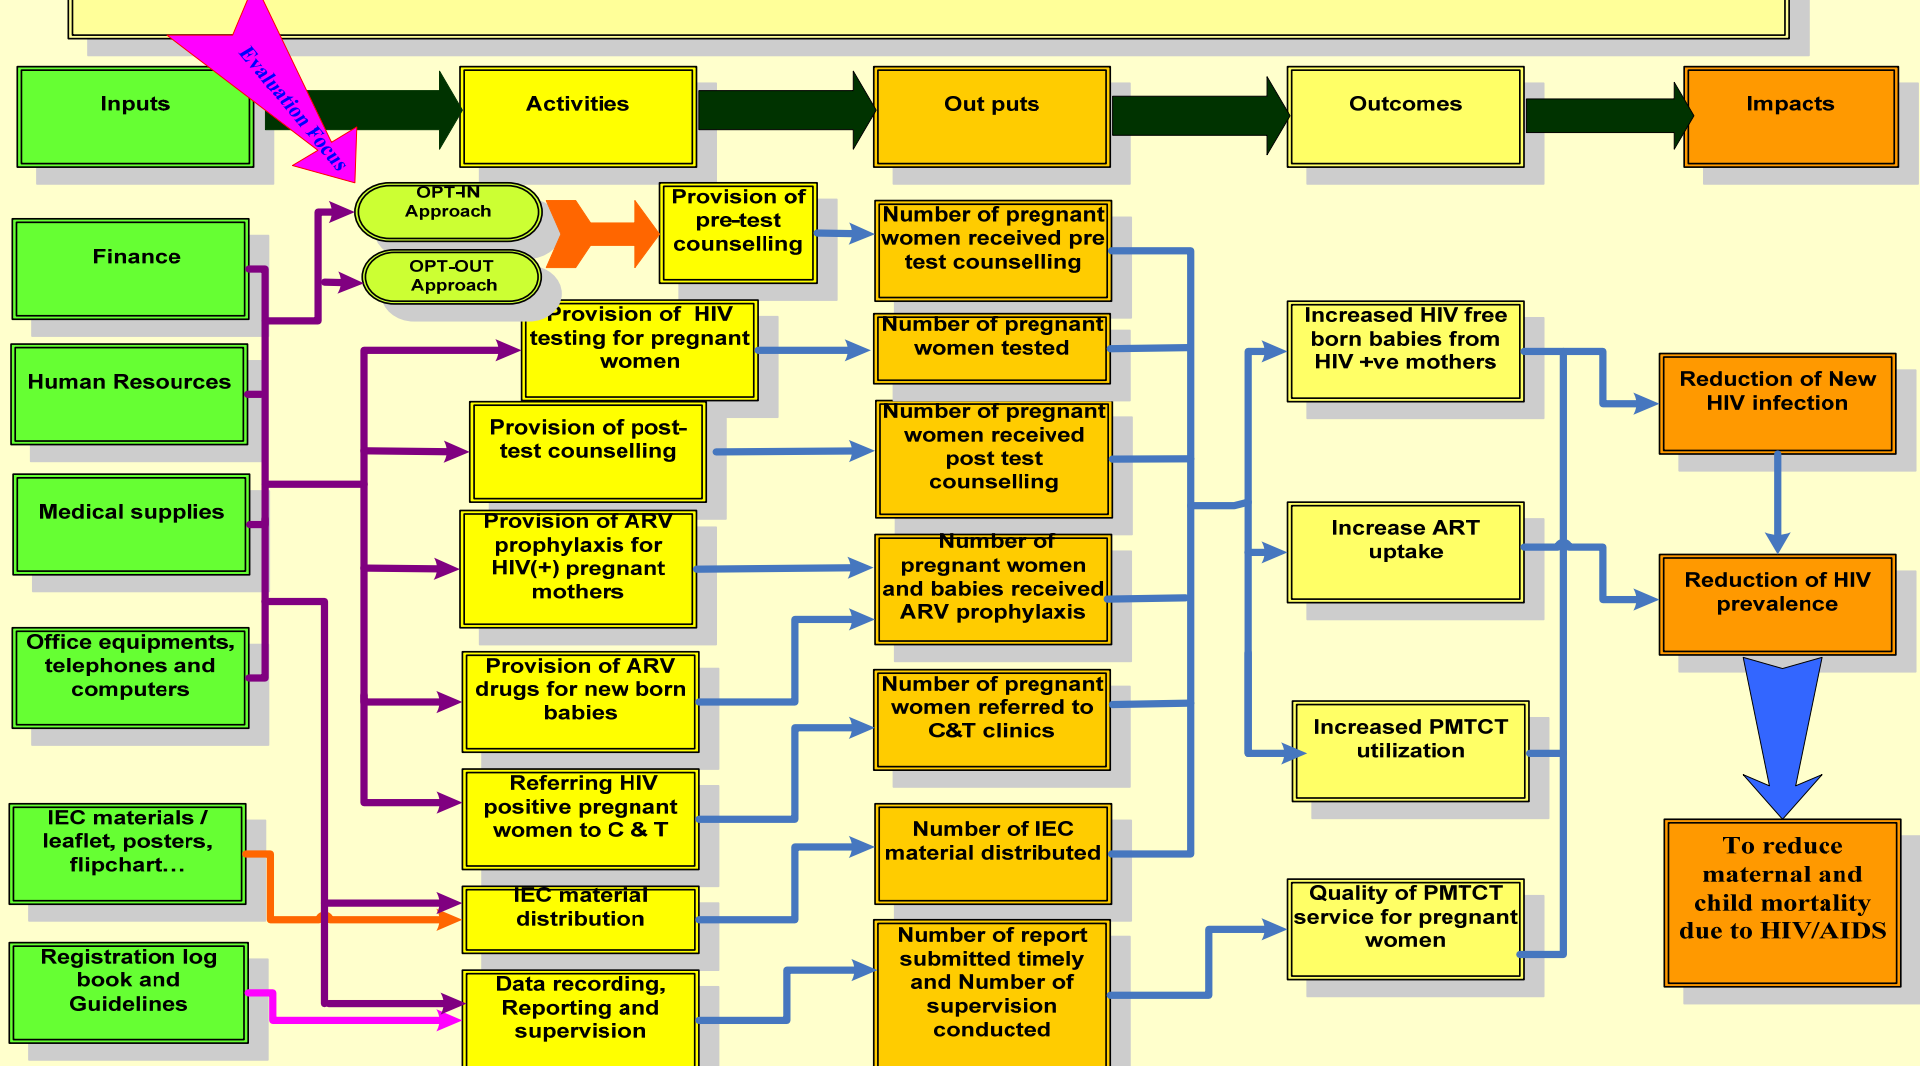 Evaluation Focus
Inputs
Activities
Out puts
Outcomes
Impacts
Finance
Human Resources
Medical supplies
Office equipments,
telephones and
computers
IEC materials /
leaflet, posters,
flipchart…
Registration log
book and
Guidelines
OPT-IN
Approach
OPT-OUT
Approach
Provision of
pre-test
counselling
Provision of HIV
testing for pregnant
women
Provision of post-
test counselling
Provision of ARV
prophylaxis for
HIV(+) pregnant
mothers
Provision of ARV
drugs for new born
babies
Referring HIV
positive pregnant
women to C & T
IEC material
distribution
Data recording,
Reporting and
supervision
Number of pregnant
women received pre
test counselling
Number of pregnant
women tested
Number of pregnant
women received
post test
counselling
Number of
pregnant women
and babies received
ARV prophylaxis
Number of pregnant
women referred to
C&T clinics
Number of IEC
material distributed
Number of report
submitted timely
and Number of
supervision
conducted
Increased HIV free
born babies from
HIV +ve mothers
Increase ART
uptake
Increased PMTCT
utilization
Quality of PMTCT
service for pregnant
women
Reduction of New
HIV infection
Reduction of HIV
prevalence
To reduce
maternal and
child mortality
due to HIV/AIDS